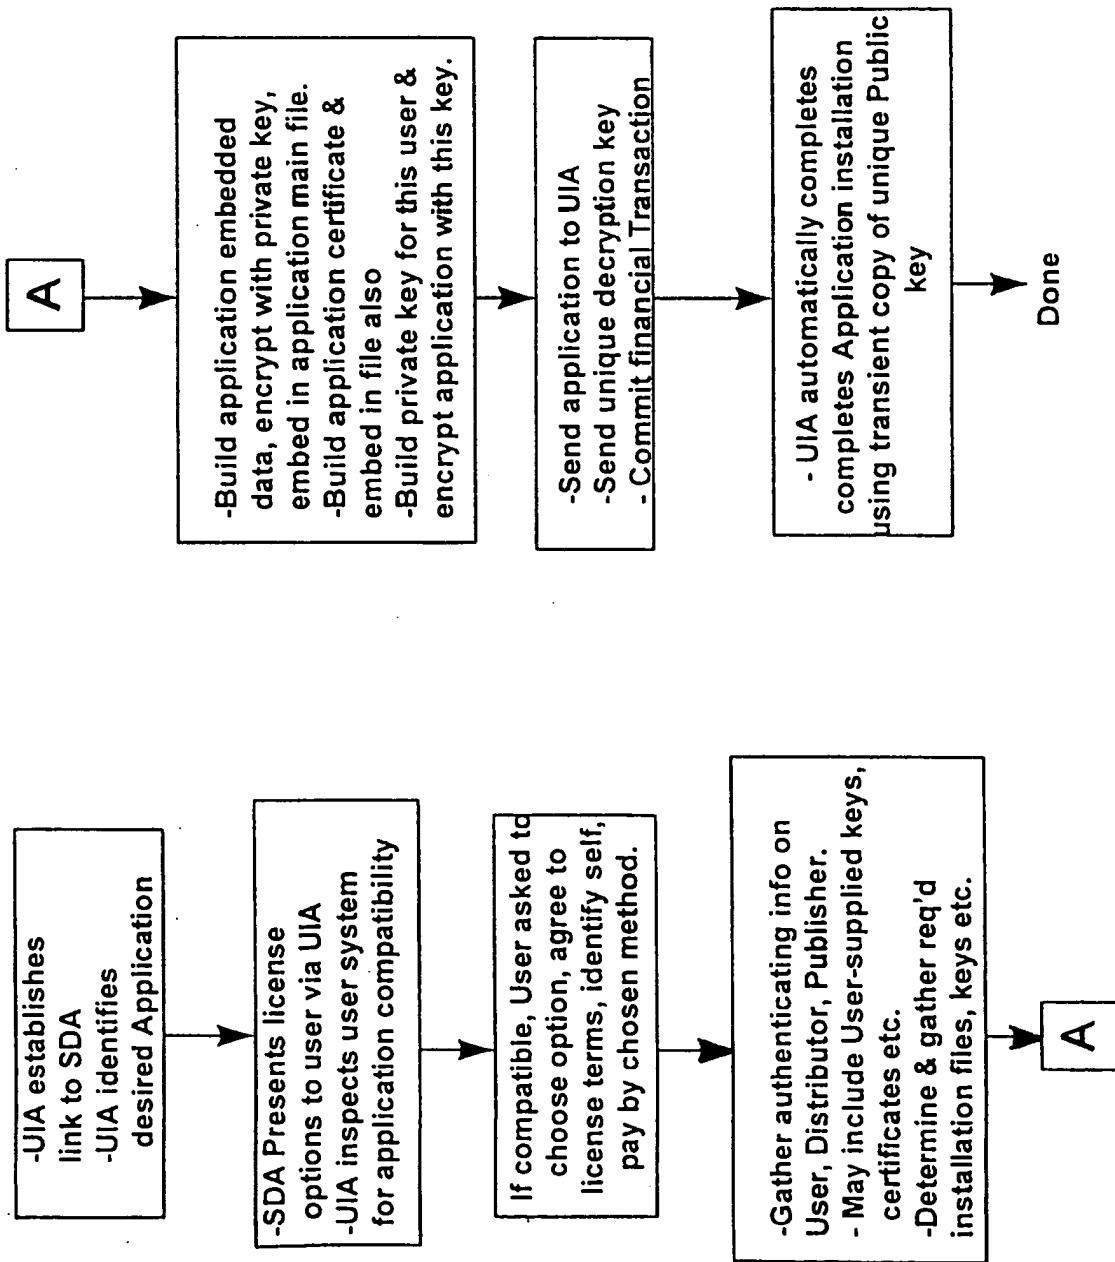 -UIA establishes
link to SDA
-UIA identifies
desired Application
-SDA Presents license
options to user via UIA
-UIA inspects user system
for application compatibility
If compatible, User asked to
choose option, agree to
license terms, identify self,
pay by chosen method.
-Gather authenticating info on
User, Distributor, Publisher.
- May include User-supplied keys,
certificates etc.
-Determine & gather req'd
installation files, keys etc.
A
A
-Build application embedded
data, encrypt with private key,
embed in application main file.
-Build application certificate &
embed in file also
-Build private key for this user &
encrypt application with this key.
-Send application to UIA
-Send unique decryption key
- Commit financial Transaction
- UIA automatically completes
completes Application installation
using transient copy of unique Public
key
Done